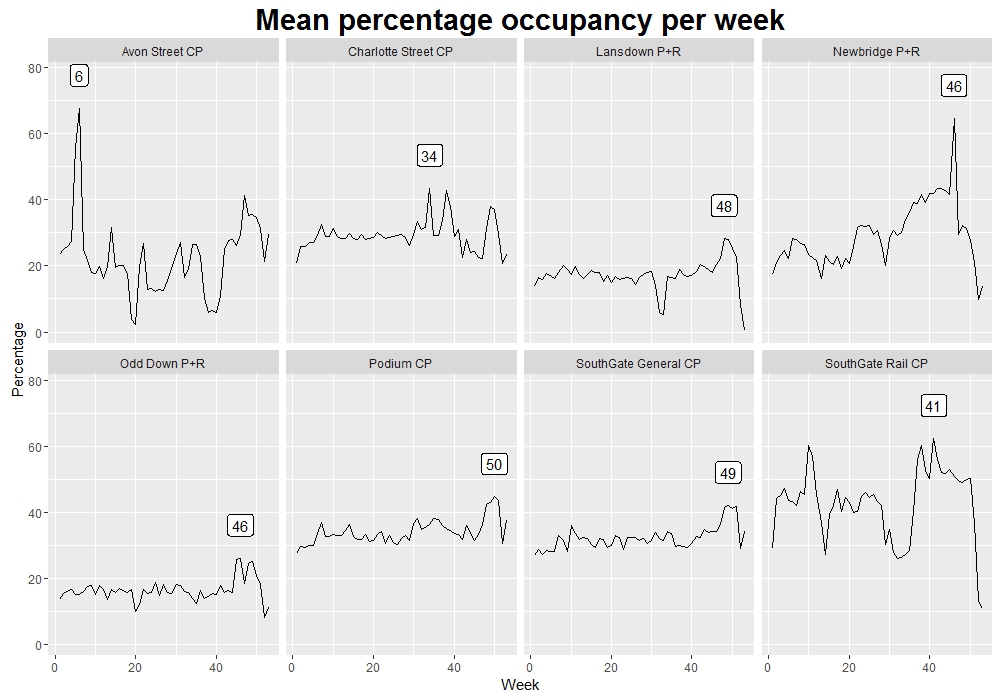 Mean percentage occupancy per week
Avon Street CP
Charlotte Street CP
Lansdown P+R
Newbridge P+R
80
60
40
20
0
6
34
48
46
Percentage
Odd Down P+R
Podium CP
SouthGate General CP
SouthGate Rail CP
80
60
40
20
0
46
50
49
41
0 20 40
0 20 40
0 20 40
0 20 40
Week